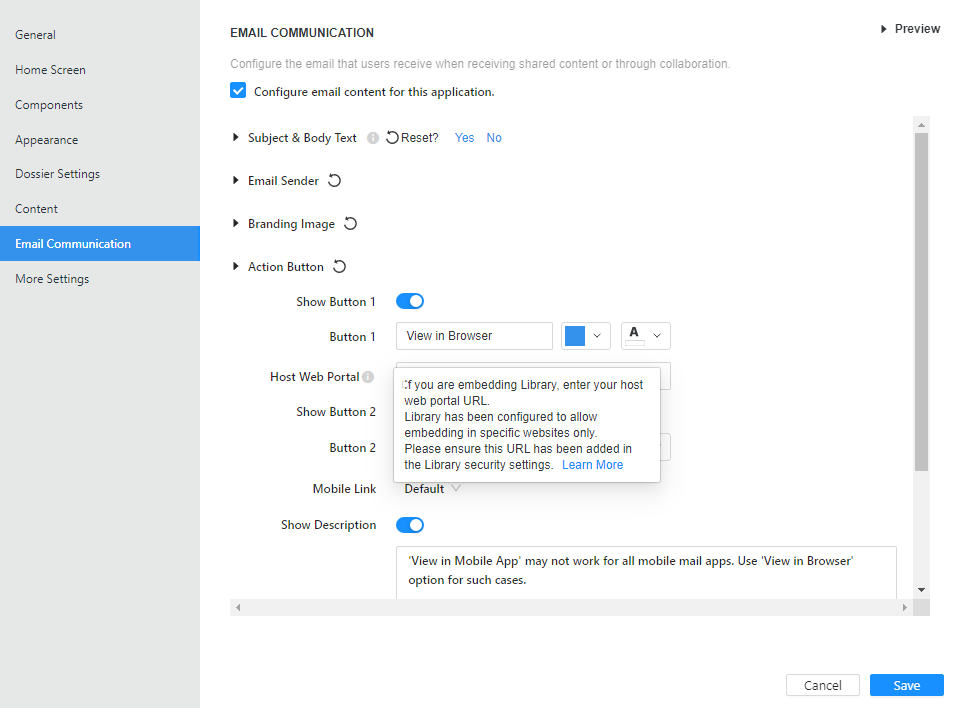 General
Home Screen
Components
Appearance
Dossier Settings
Content
Email Communication
More Settings
EMAIL COMMUNICATION
Preview
Configure the email that users receive when receiving shared content or through collaboration.
Configure email content for this application.
Subject & Body Text Reset? Yes No
Email Sender
Branding Image
Action Button
Show Button 1
Button 1 View in Browser A
Host Web Portal
Show Button 2
Button 2
If you are embedding Library, enter your host
web portal URL.
Library has been configured to allow
embedding in specific websites only.
Please ensure this URL has been added in
the Library security settings. Learn More
Mobile Link Default
Show Description
'View in Mobile App' may not work for all mobile mail apps. Use 'View in Browser'
option for such cases.
Cancel Save